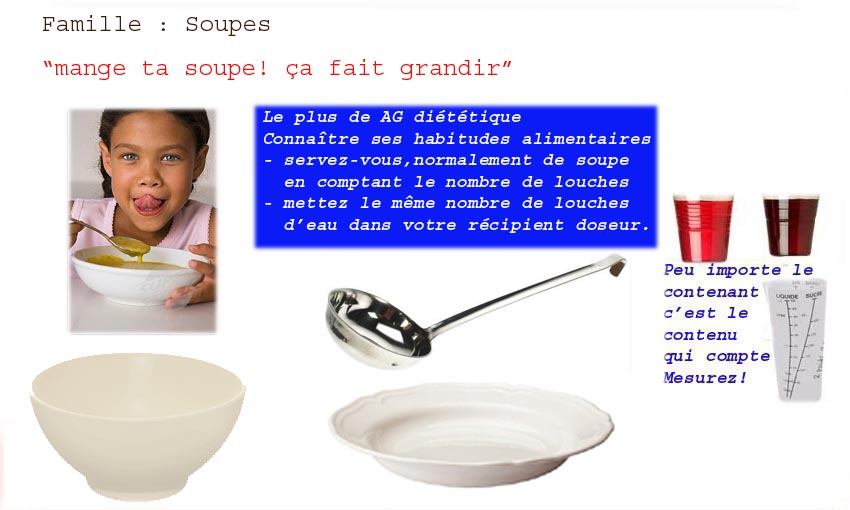 Famille : Soupes
“mange ta soupe! ça fait grandir”
Le plus de AG diététique
Connaître ses habitudes alimentaires
- servez-vous,normalement de soupe
en comptant le nombre de louches
- mettez le même nombre de louches
d’eau dans votre récipient doseur.
Peu importe le
contenant
c’est le
contenu
qui compte
Mesurez!
LIQUIDE SUCRE